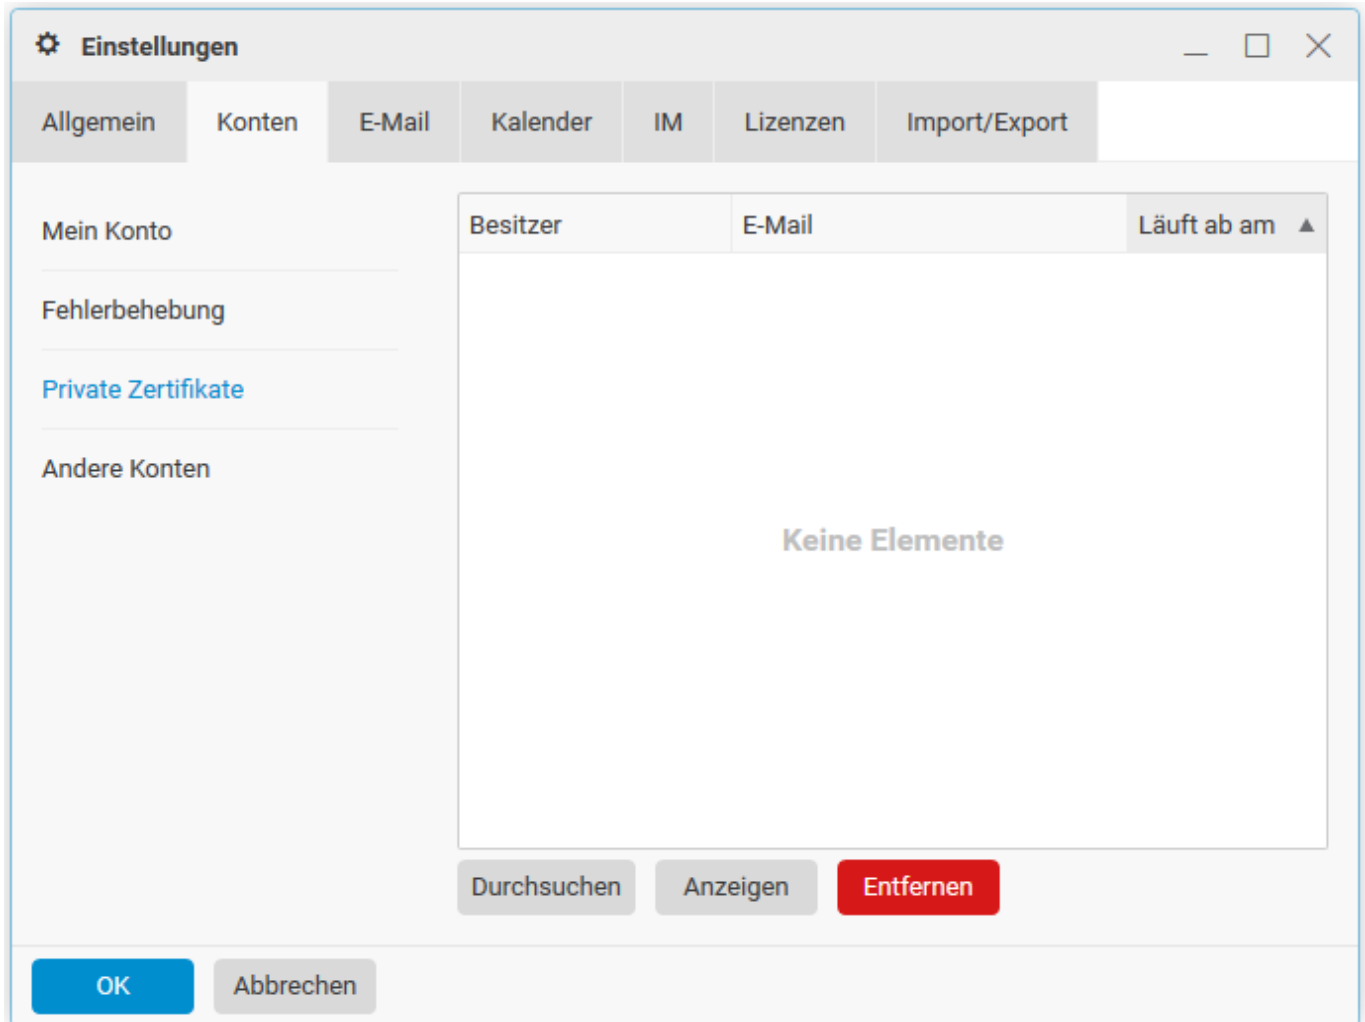 Einstellungen
Allgemein Konten E-Mail Kalender IM Lizenzen Import/Export
Mein Konto
Fehlerbehebung
Private Zertifikate
Andere Konten
Besitzer E-Mail Läuft ab am
Keine Elemente
Durchsuchen Anzeigen Entfernen
OK Abbrechen